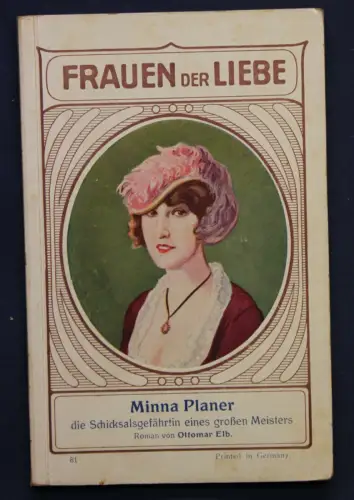 FRAUEN DER LIEBE
Minna Planer
die Schicksalsgefährtin eines großen Meisters
Roman von Ottomar Elb.
61 Printed in Germany